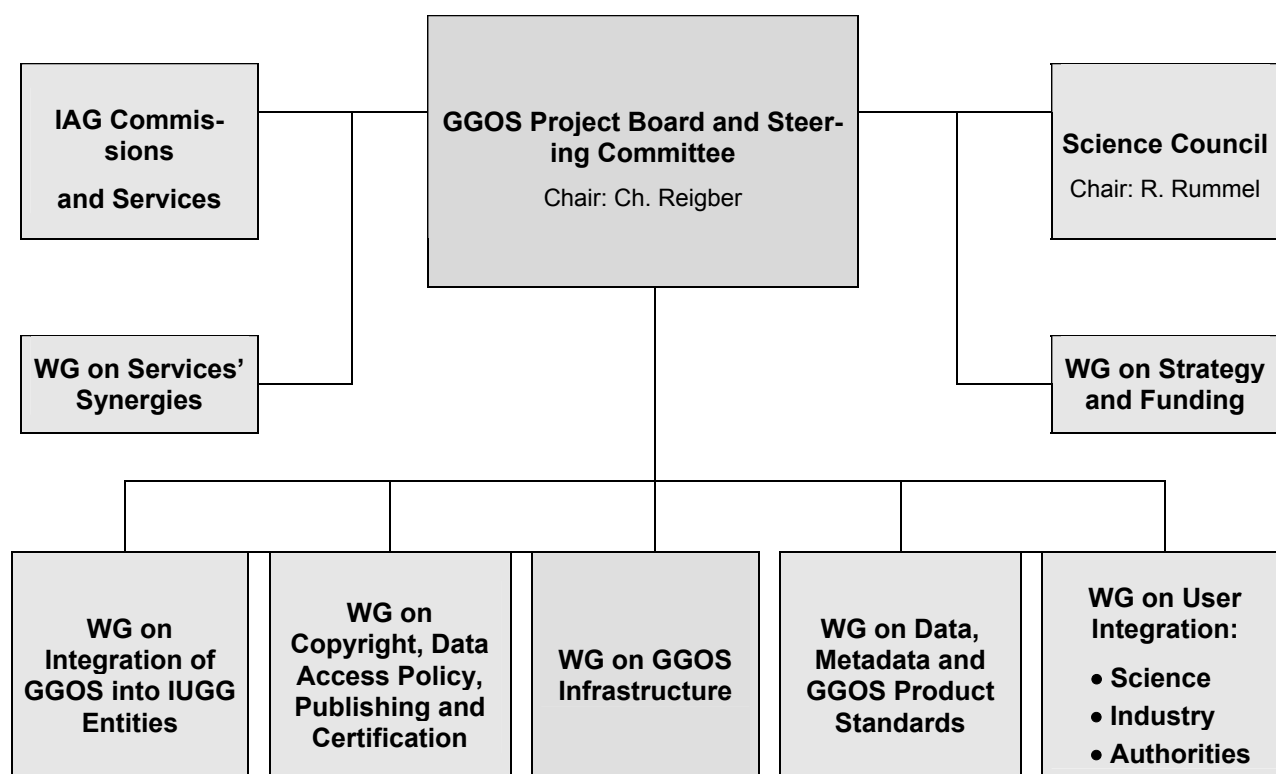 IAG Commis-
sions
and Services
GGOS Project Board and Steer-
ing Committee
Chair: Ch. Reigber
Science Council
Chair: R. Rummel
WG on Services’
Synergies
WG on Strategy
and Funding
WG on
Integration of
GGOS into IUGG
Entities
WG on
Copyright, Data
Access Policy,
Publishing and
Certification
WG on GGOS
Infrastructure
WG on Data,
Metadata and
GGOS Product
Standards
WG on User
Integration:
• Science
• Industry
• Authorities